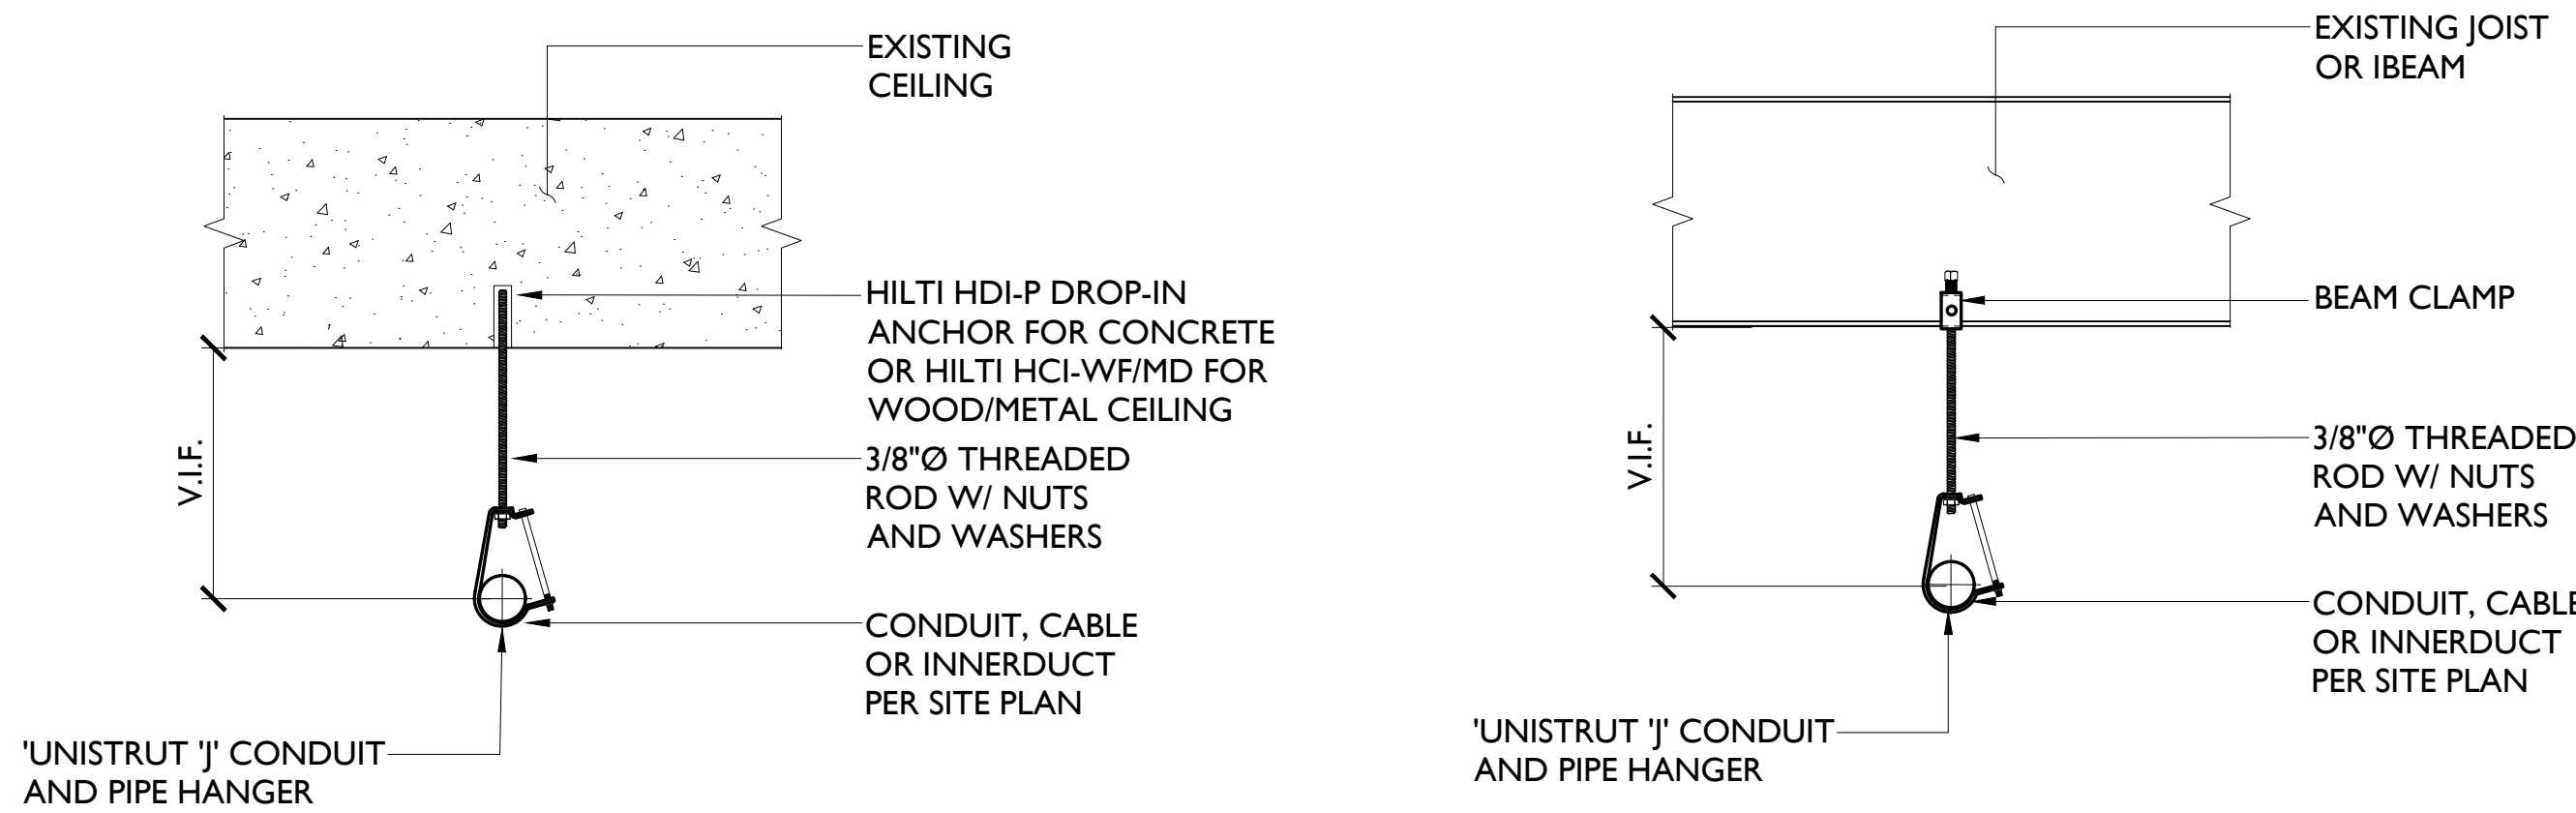 EXISTING
CEILING
HILTI HDI-P DROP-IN
ANCHOR FOR CONCRETE
OR HILTI HCI-WF/MD FOR
WOOD/METAL CEILING
3/8"Ø THREADED
ROD W/ NUTS
AND WASHERS
V.I.F.
CONDUIT, CABLE
OR INNERDUCT
PER SITE PLAN
'UNISTRUT 'J' CONDUIT
AND PIPE HANGER
EXISTING JOIST
OR IBEAM
BEAM CLAMP
3/8"Ø THREADED
ROD W/ NUTS
AND WASHERS
V.I.F.
CONDUIT, CABLE
OR INNERDUCT
PER SITE PLAN
'UNISTRUT 'J' CONDUIT
AND PIPE HANGER